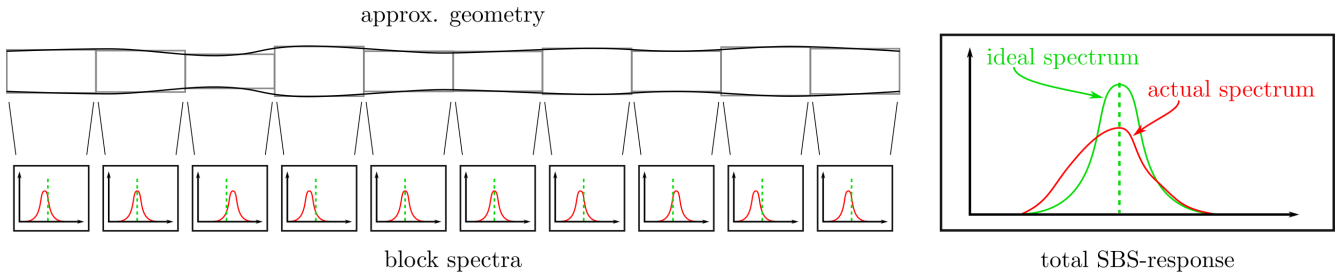 approx. geometry
ideal spectrum
actual spectrum
block spectra
total SBS-response